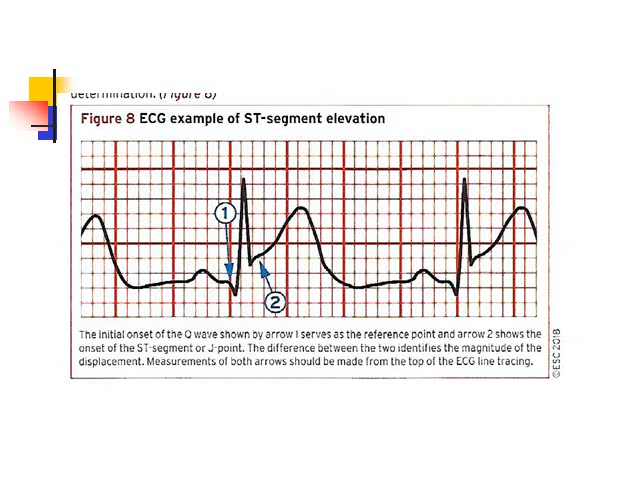 determination. (Figure 8)
Figure 8 ECG example of ST-segment elevation
1
2
The initial onset of the Q wave shown by arrow 1 serves as the reference point and arrow 2 shows the
onset of the ST-segment or J-point. The difference between the two identifies the magnitude of the
displacement. Measurements of both arrows should be made from the top of the ECG line tracing.
©ESC 2018